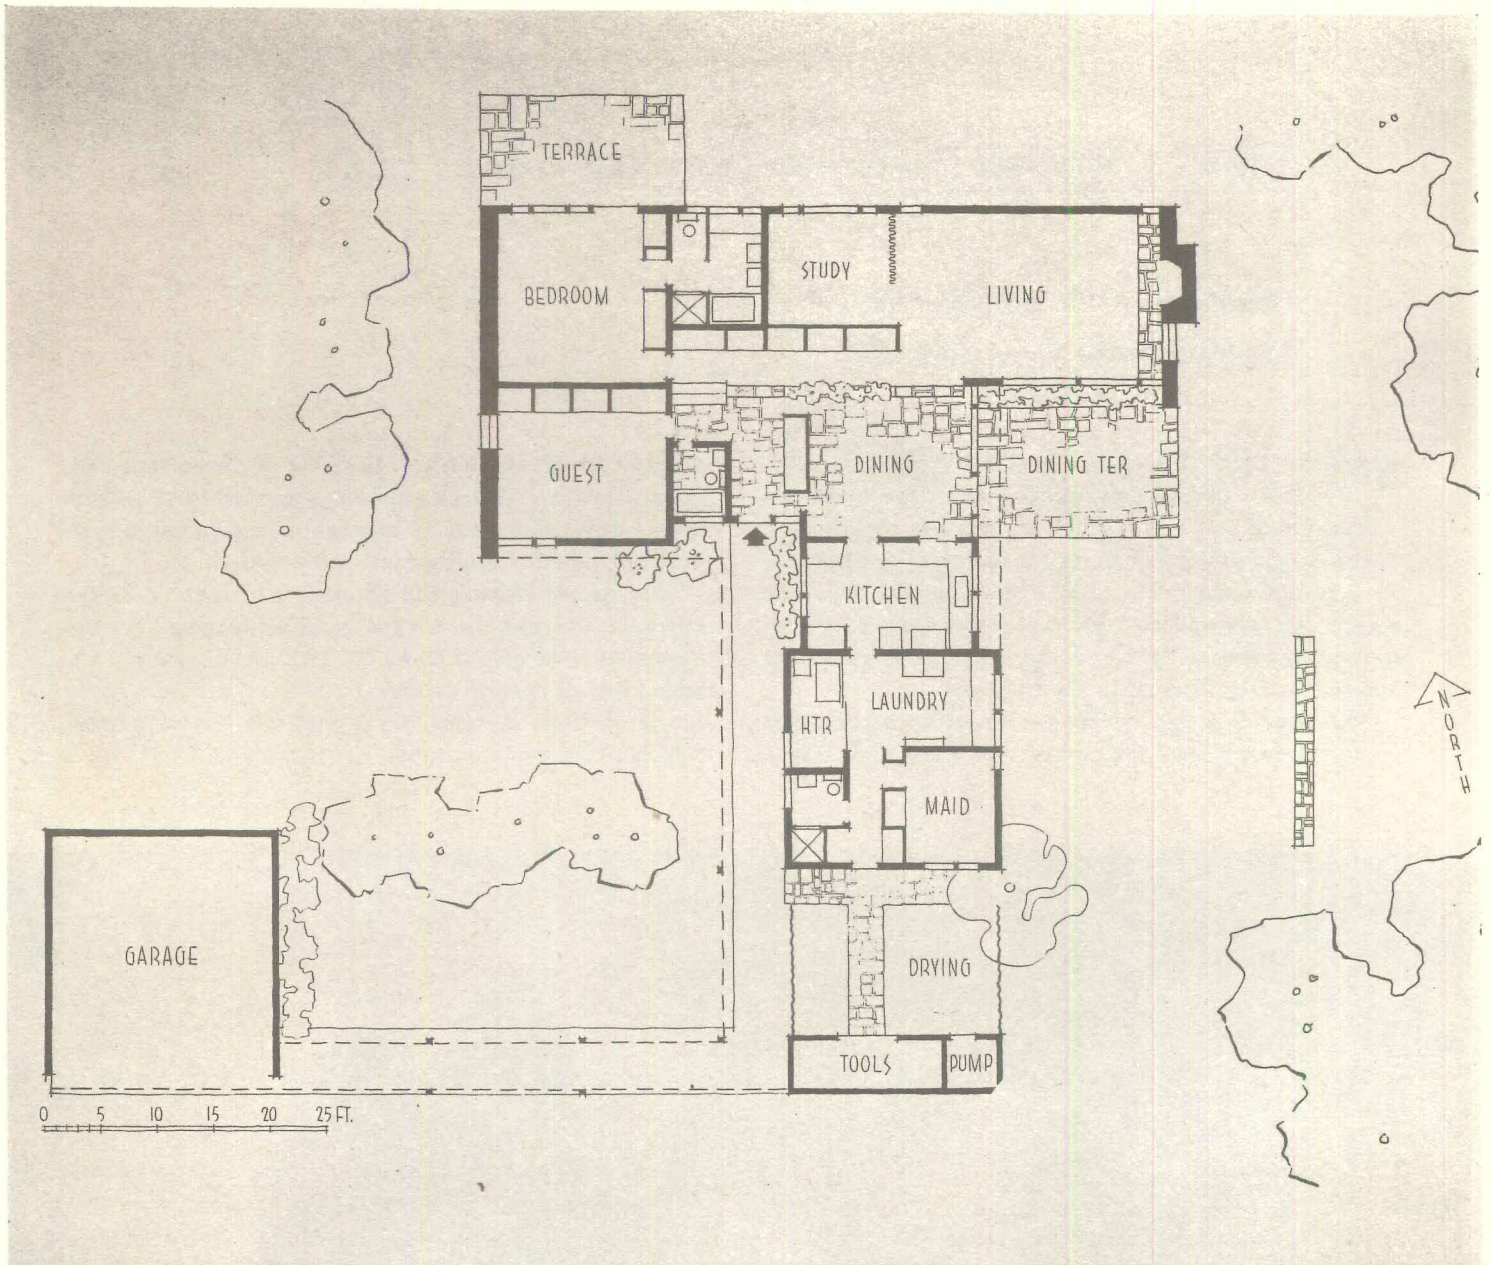 TERRACE
STUDY
BEDROOM
LIVING
GUEST
DINING
DINING TER
KITCHEN
LAUNDRY
HTR
NORTH
MAID
GARAGE
DRYING
TOOLS
PUMP
0 5 10 15 20 25 FT.